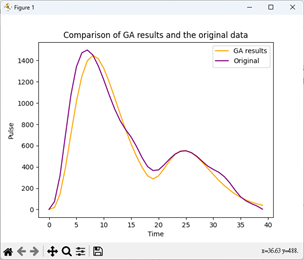 Figure 1
Comparison of GA results and the original data
GA results
Original
1400
1200
1000
800
600
400
200
0
Pulse
0 5 10 15 20 25 30 35 40
Time
x=36.63 y=488.